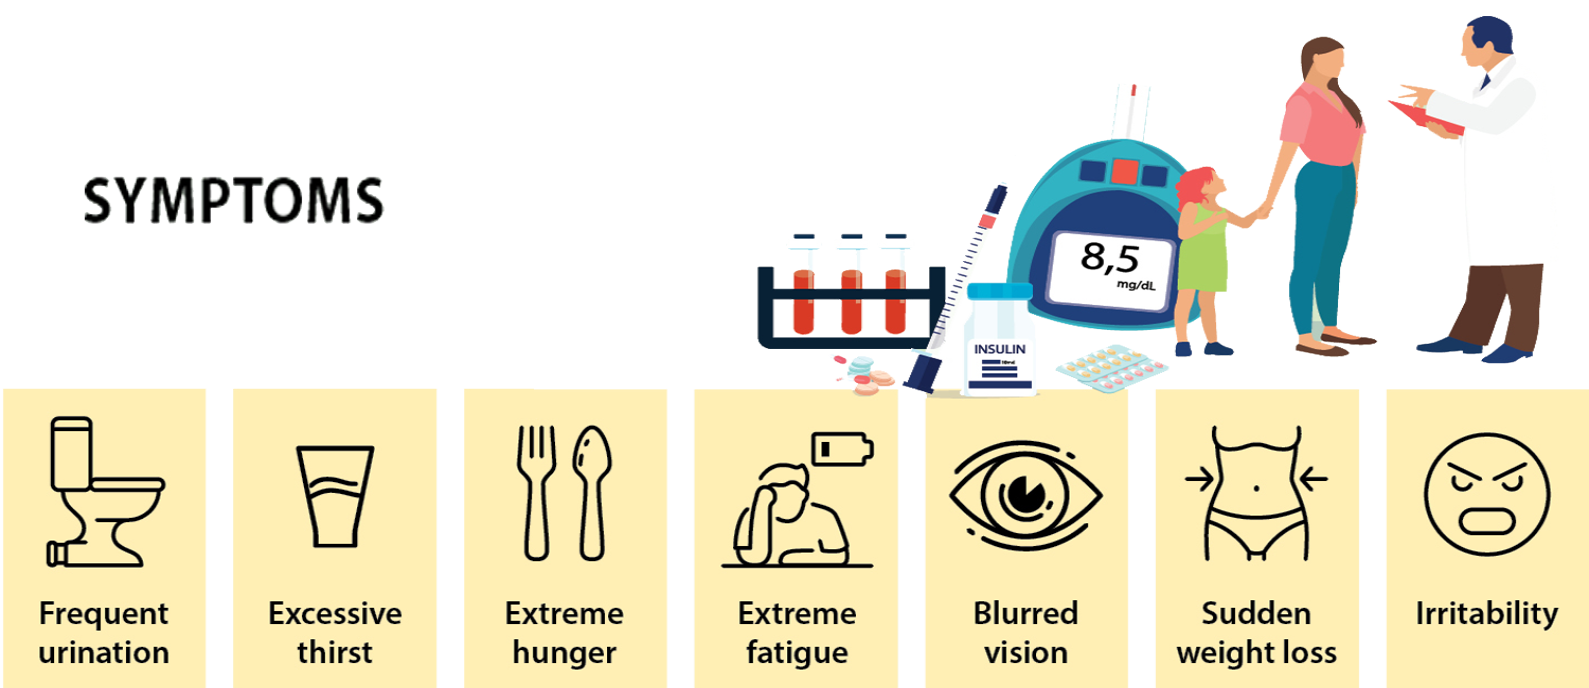 SYMPTOMS
8,5
mg/dL
INSULIN
Frequent
urination
Excessive
thirst
Extreme
hunger
Extreme
fatigue
Blurred
vision
Sudden
weight loss
Irritability